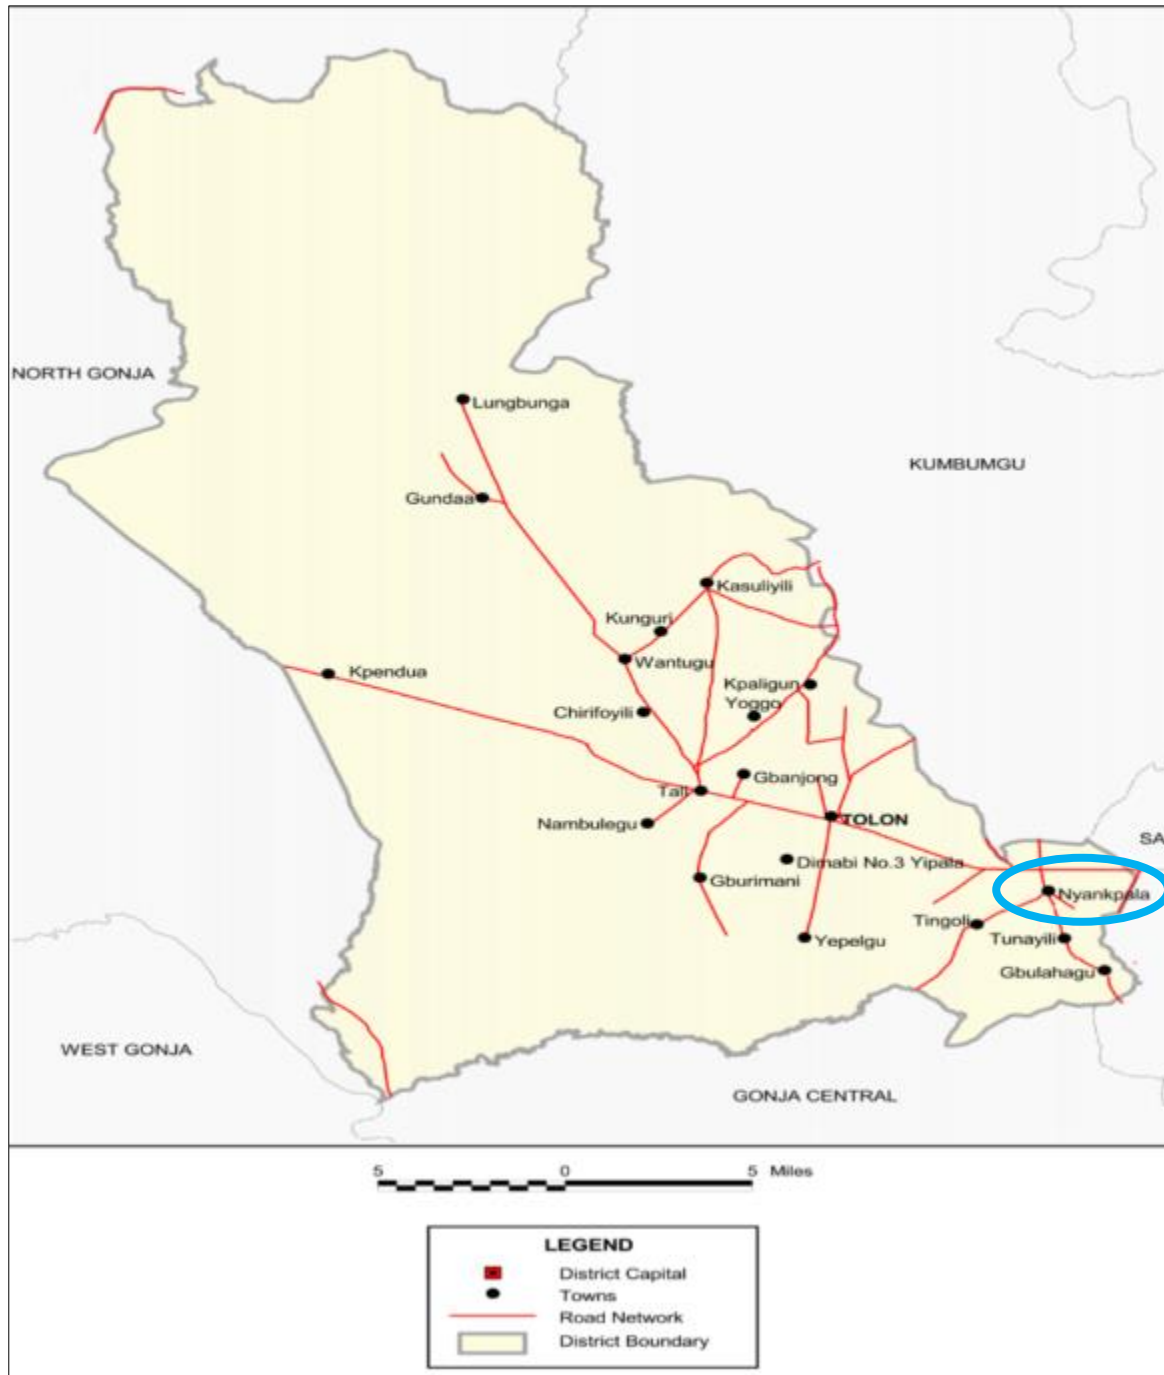 NORTH GONJA
Lungbunga
KUMBUMGU
Gundaa
Kasuliyili
Kunguri
Wantugu
Kpendua
Kpaligun
Yoggo
Chirifoyili
Gbanjong
Tali
Nambulegu
TOLON
SA
Dimabi No.3 Yipala
Gburimani
Nyankpala
Tingoli
Yepelgu
Tunayili
Gbulahagu
WEST GONJA
GONJA CENTRAL
5 0 5 Miles
LEGEND
District Capital
Towns
Road Network
District Boundary